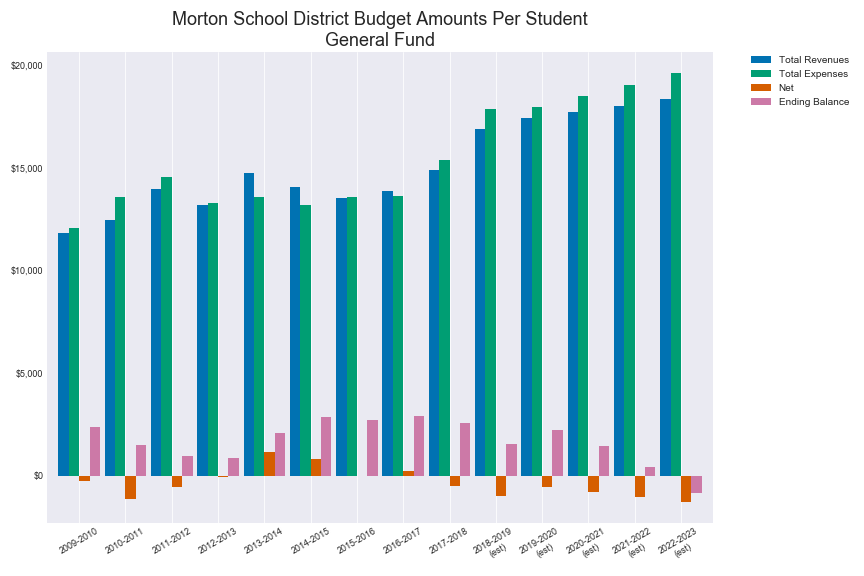 Morton School District Budget Amounts Per Student
General Fund
$20,000
$15,000
$10,000
$5,000
$0
Total Revenues
Total Expenses
Net
Ending Balance
2009-2010
2010-2011
2011-2012
2012-2013
2013-2014
2014-2015
2015-2016
2016-2017
2017-2018
2018-2019
(est)
2019-2020
(est)
2020-2021
(est)
2021-2022
(est)
2022-2023
(est)